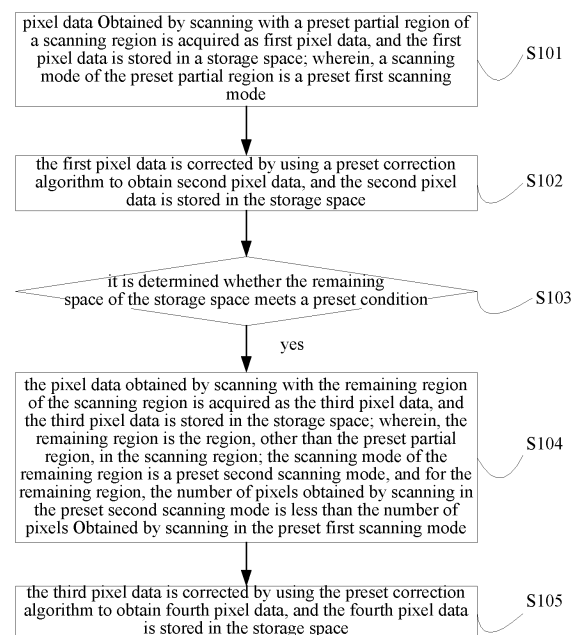 pixel data Obtained by scanning with a preset partial region of
a scanning region is acquired as first pixel data, and the first
pixel data is stored in a storage space; wherein, a scanning
mode of the preset partial region is a preset first scanning
mode
S101
the first pixel data is corrected by using a preset correction
algorithm to obtain second pixel data, and the second pixel
data is stored in the storage space
S102
it is determined whether the remaining
space of the storage space meets a preset condition
S103
yes
the pixel data obtained by scanning with the remaining region
of the scanning region is acquired as the third pixel data, and
the third pixel data is stored in the storage space; wherein, the
remaining region is the region, other than the preset partial
region, in the scanning region; the scanning mode of the
remaining region is a preset second scanning mode, and for the
remaining region, the number of pixels obtained by scanning in
the preset second scanning mode is less than the number of
pixels Obtained by scanning in the preset first scanning mode
S104
the third pixel data is corrected by using the preset correction
algorithm to obtain fourth pixel data, and the fourth pixel data
is stored in the storage space
S105